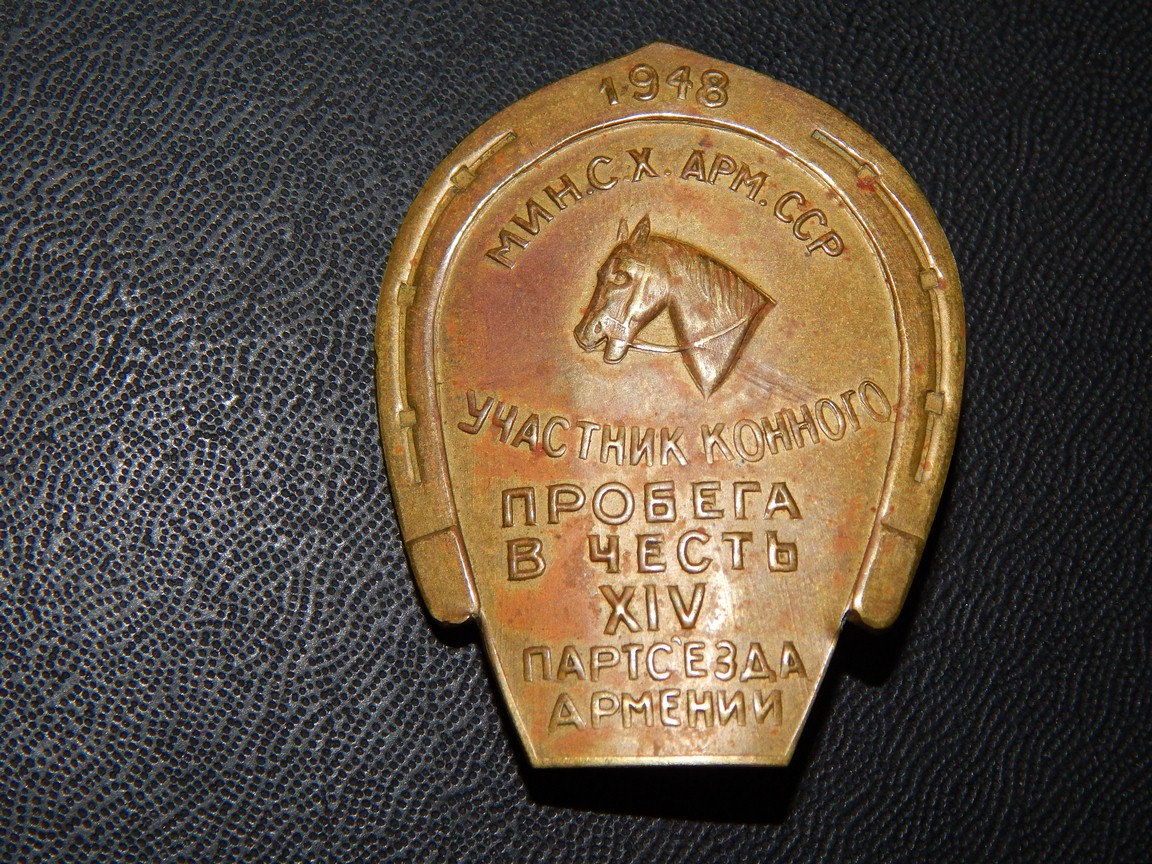 1948
МИН.С.Х. АРМ.ССР
УЧАСТНИК КОННОГО
ПРОБЕГА
В ЧЕСТЬ
XIV
ПАРТС'ЕЗДА
АРМЕНИИ